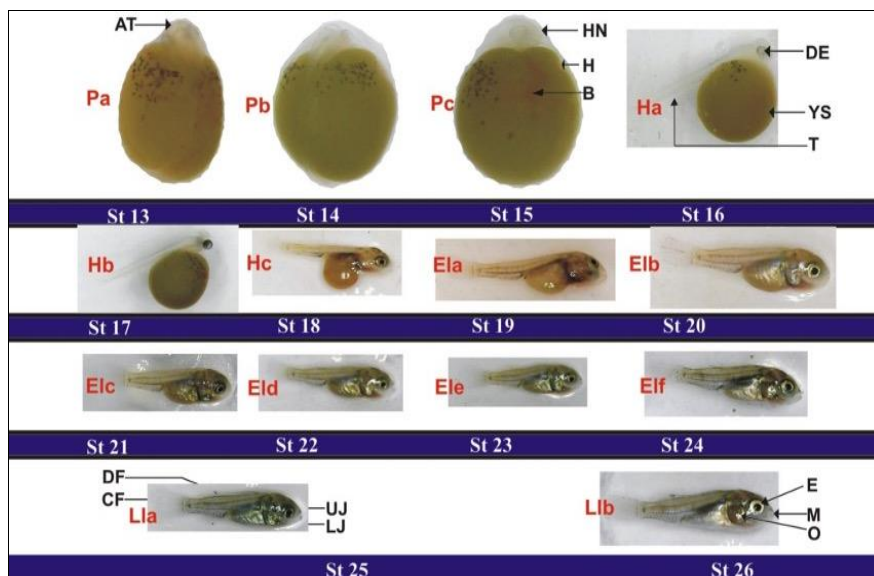 AT
Pa
Pb
Pc
HN
H
B
Ha
DE
YS
T
St 13 St 14 St 15 St 16
Hb
Hc
Ela
Elb
St 17 St 18 St 19 St 20
Elc
Eld
Ele
Elf
St 21 St 22 St 23 St 24
DF
CF
Lla
UJ
LJ
Llb
E
M
O
St 25 St 26